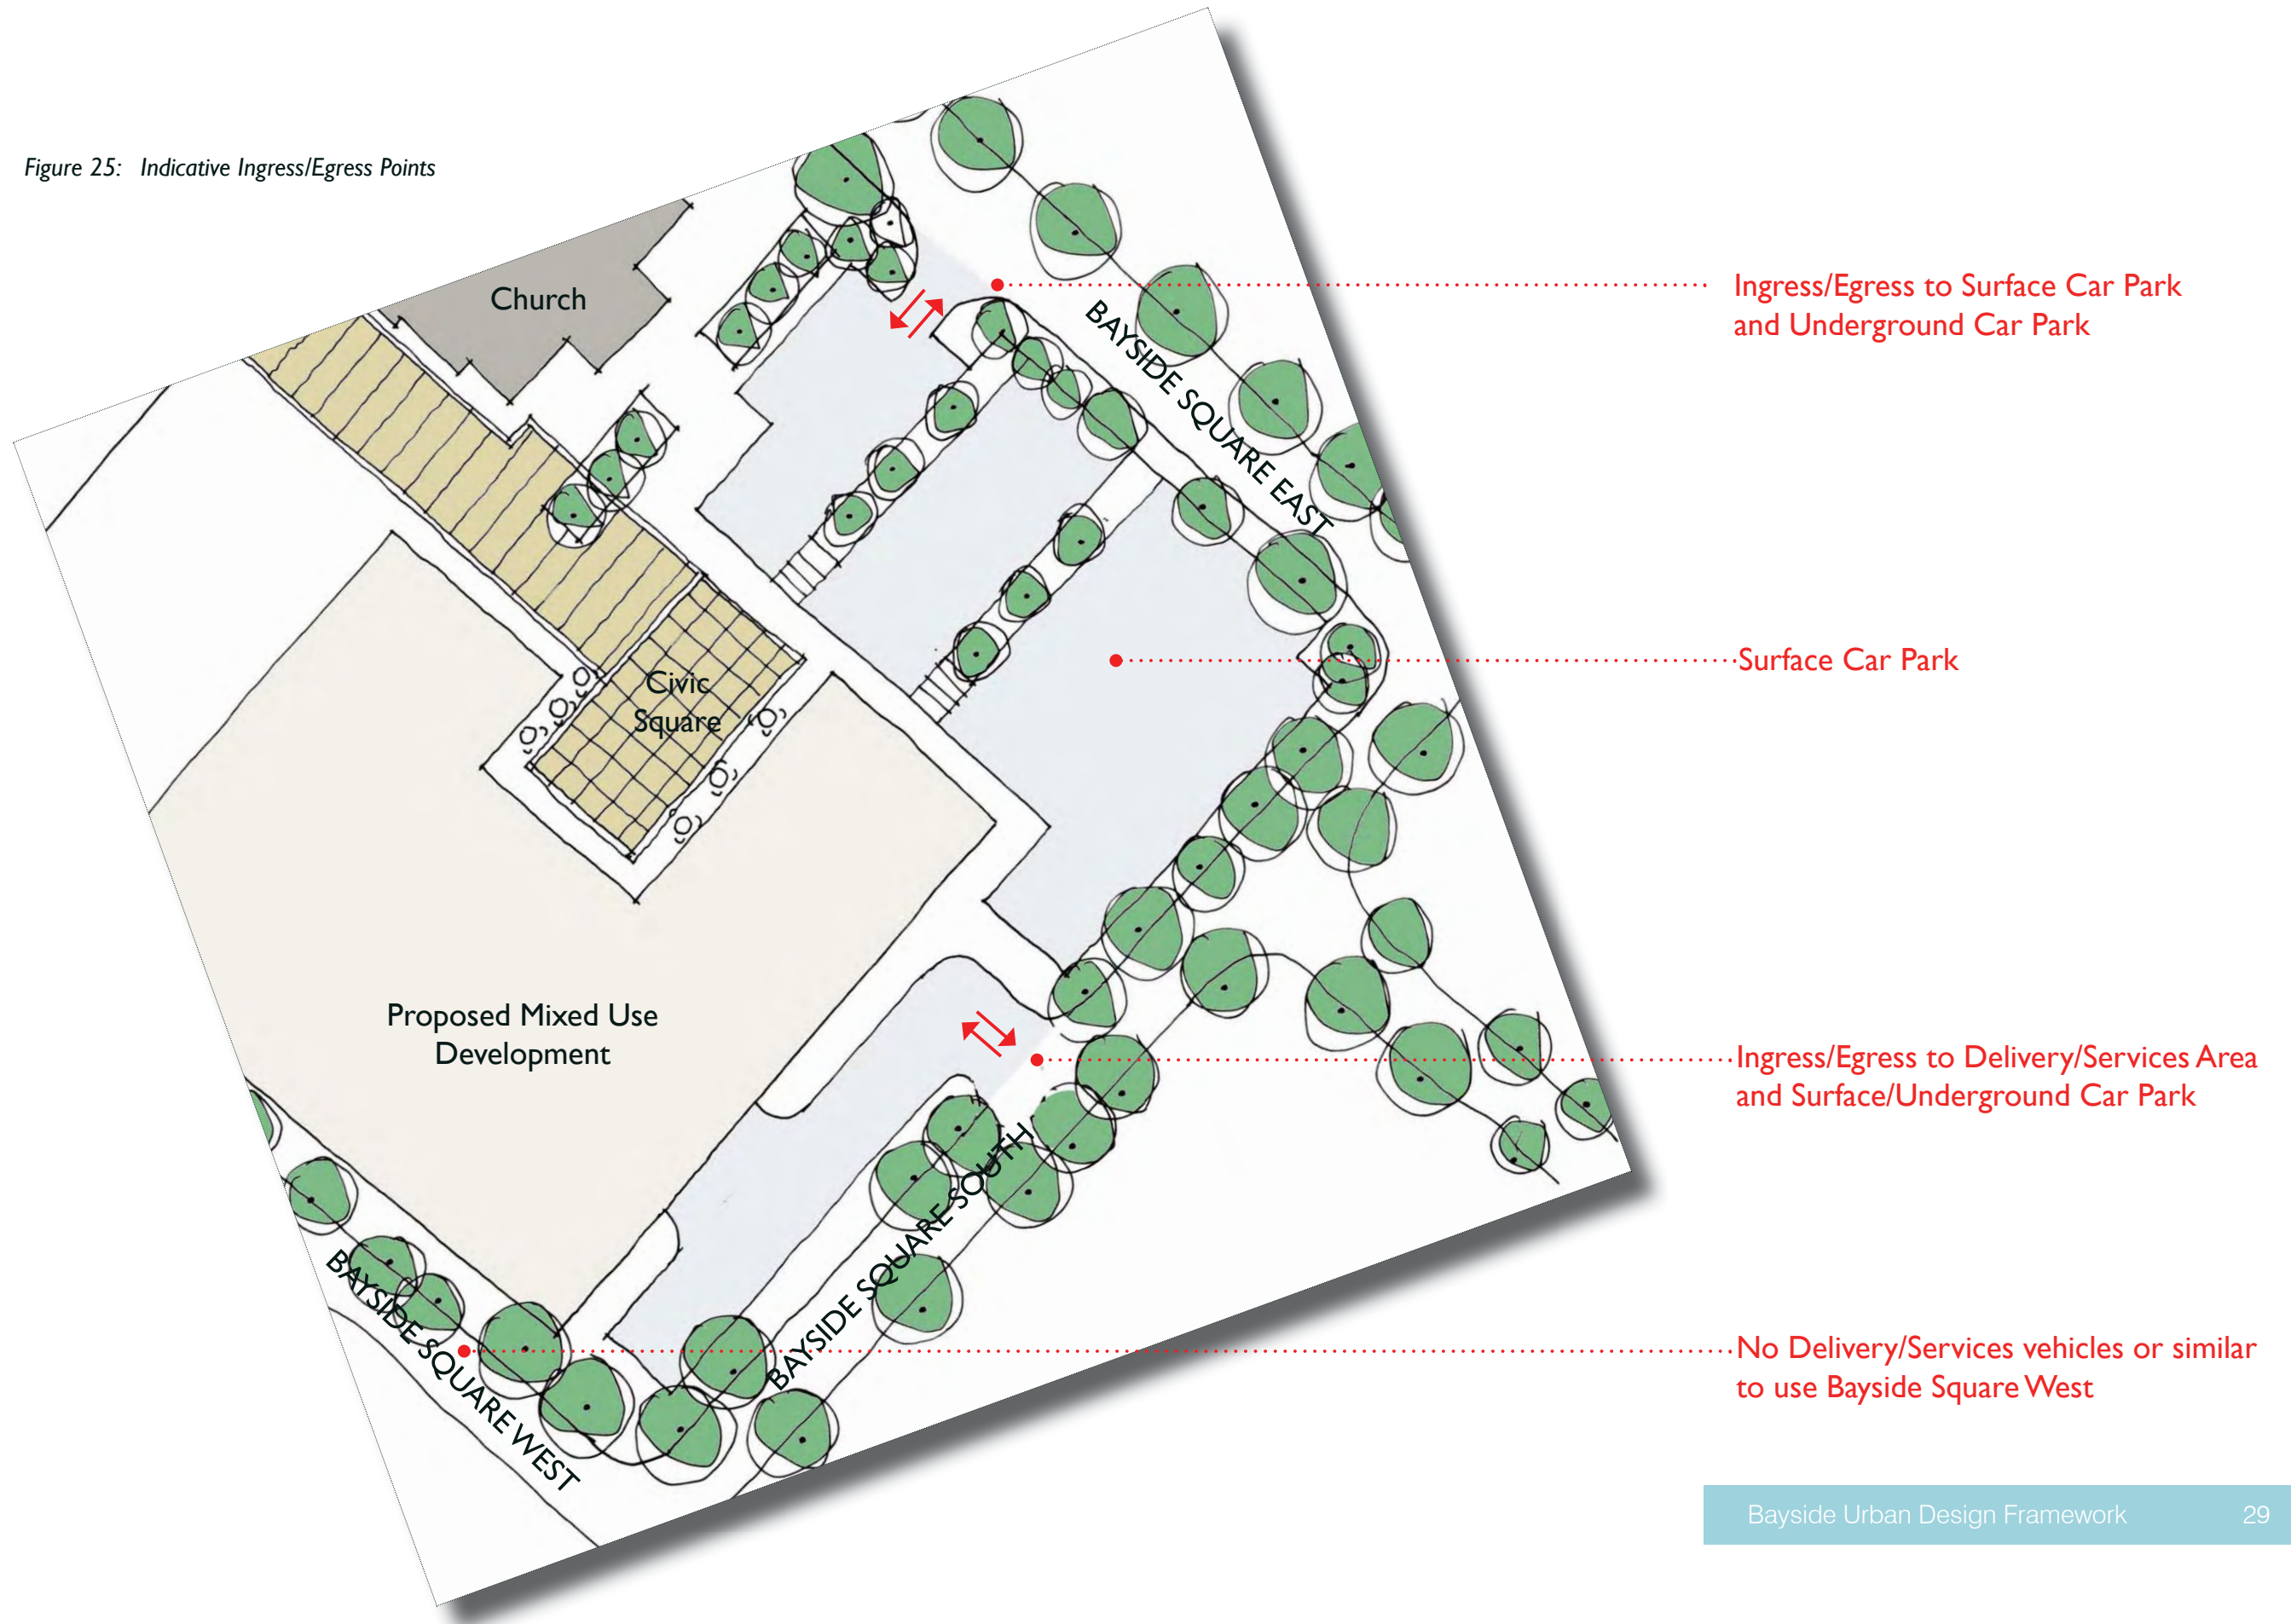 Figure 25: Indicative Ingress/Egress Points
Church
BAYSIDE SQUARE EAST
Ingress/Egress to Surface Car Park
and Underground Car Park
Civic
Square
Surface Car Park
Proposed Mixed Use
Development
Ingress/Egress to Delivery/Services Area
and Surface/Underground Car Park
BAYSIDE SQUARE SOUTH
BAYSIDE SQUARE WEST
No Delivery/Services vehicles or similar
to use Bayside Square West
Bayside Urban Design Framework 29